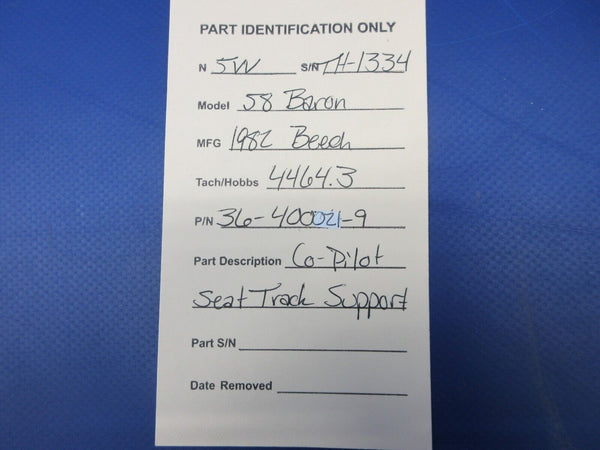 PART IDENTIFICATION ONLY
N 5W S/N TH-1334
Model 58 Baron
MFG 1982 Beech
Tach/Hobbs 4464.3
P/N 36-400021-9
Part Description Co-Pilot
Seat Track Support
Part S/N
Date Removed